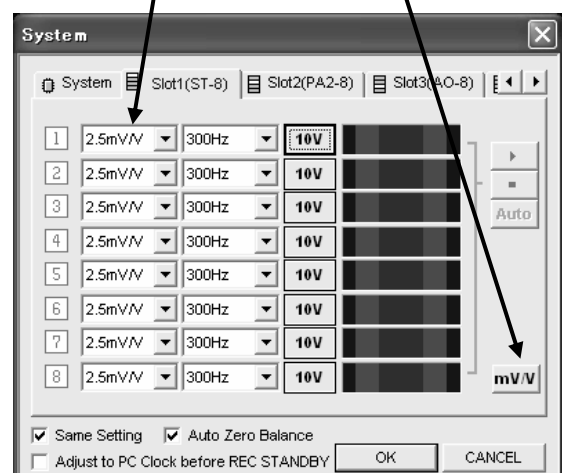 System
System Slot1(ST-8) Slot2(PA2-8) Slot3(AO-8)
1 2.5mV/V 300Hz 10V
2 2.5mV/V 300Hz 10V
3 2.5mV/V 300Hz 10V
Auto
4 2.5mV/V 300Hz 10V
5 2.5mV/V 300Hz 10V
6 2.5mV/V 300Hz 10V
7 2.5mV/V 300Hz 10V
8 2.5mV/V 300Hz 10V mV/V
Same Setting Auto Zero Balance
Adjust to PC Clock before REC STANDBY OK CANCEL